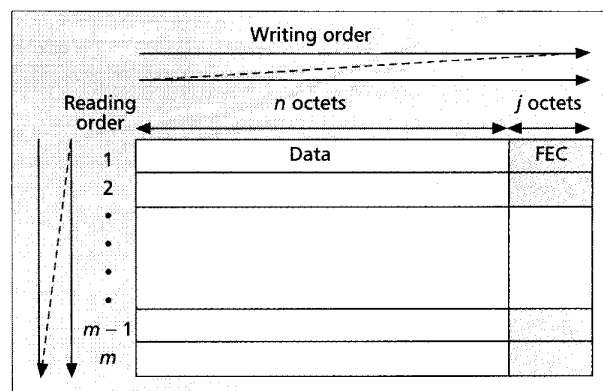 Writing order
n octets j octets
Reading
order
1 Data FEC
2
•
•
•
•
m – 1
m